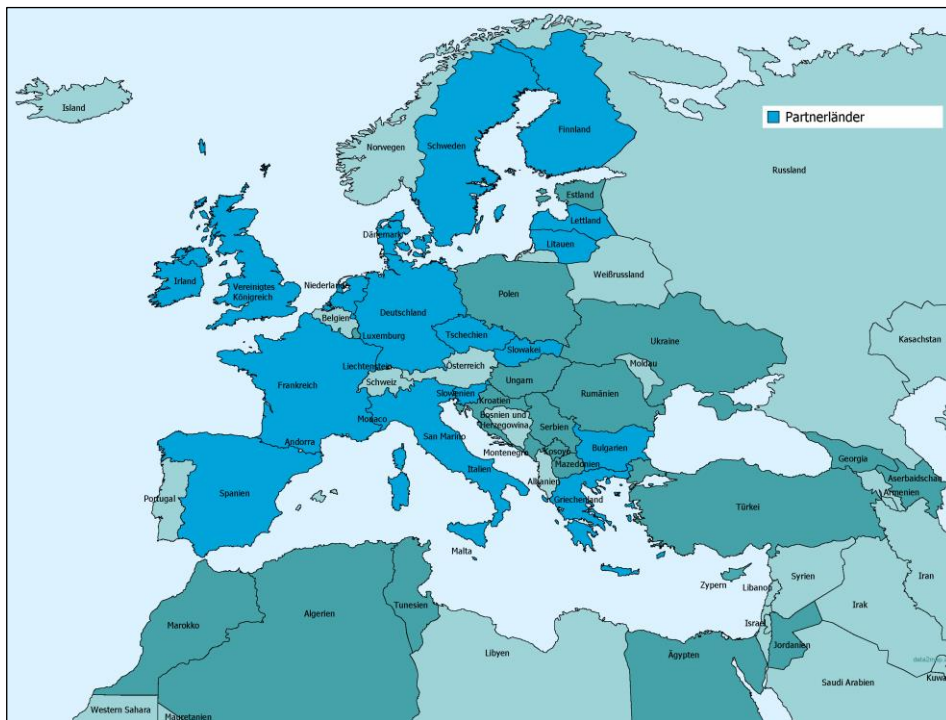 Island
Norwegen
Schweden
Finnland
Partnerländer
Russland
Estland
Lettland
Litauen
Dänemark
Weißrussland
Irland
Vereinigtes
Königreich
Niederlande
Belgien
Deutschland
Polen
Luxemburg
Tschechien
Slowakei
Ukraine
Kasachstan
Liechtenstein
Österreich
Schweiz
Moldau
Frankreich
Ungarn
Rumänien
Slowenien
Kroatien
Bosnien und
Herzegowina
Serbien
Monaco
San Marino
Andorra
Montenegro
Kosovo
Bulgarien
Italien
Mazedonien
Albanien
Georgia
Aserbaidschan
Armenien
Portugal
Spanien
Griechenland
Türkei
Malta
Zypern
Libanon
Syrien
Iran
Irak
Israel
Jordanien
Marokko
Algerien
Tunesien
Libyen
Ägypten
Saudi Arabien
Kuwa
Western Sahara
Mauretanien